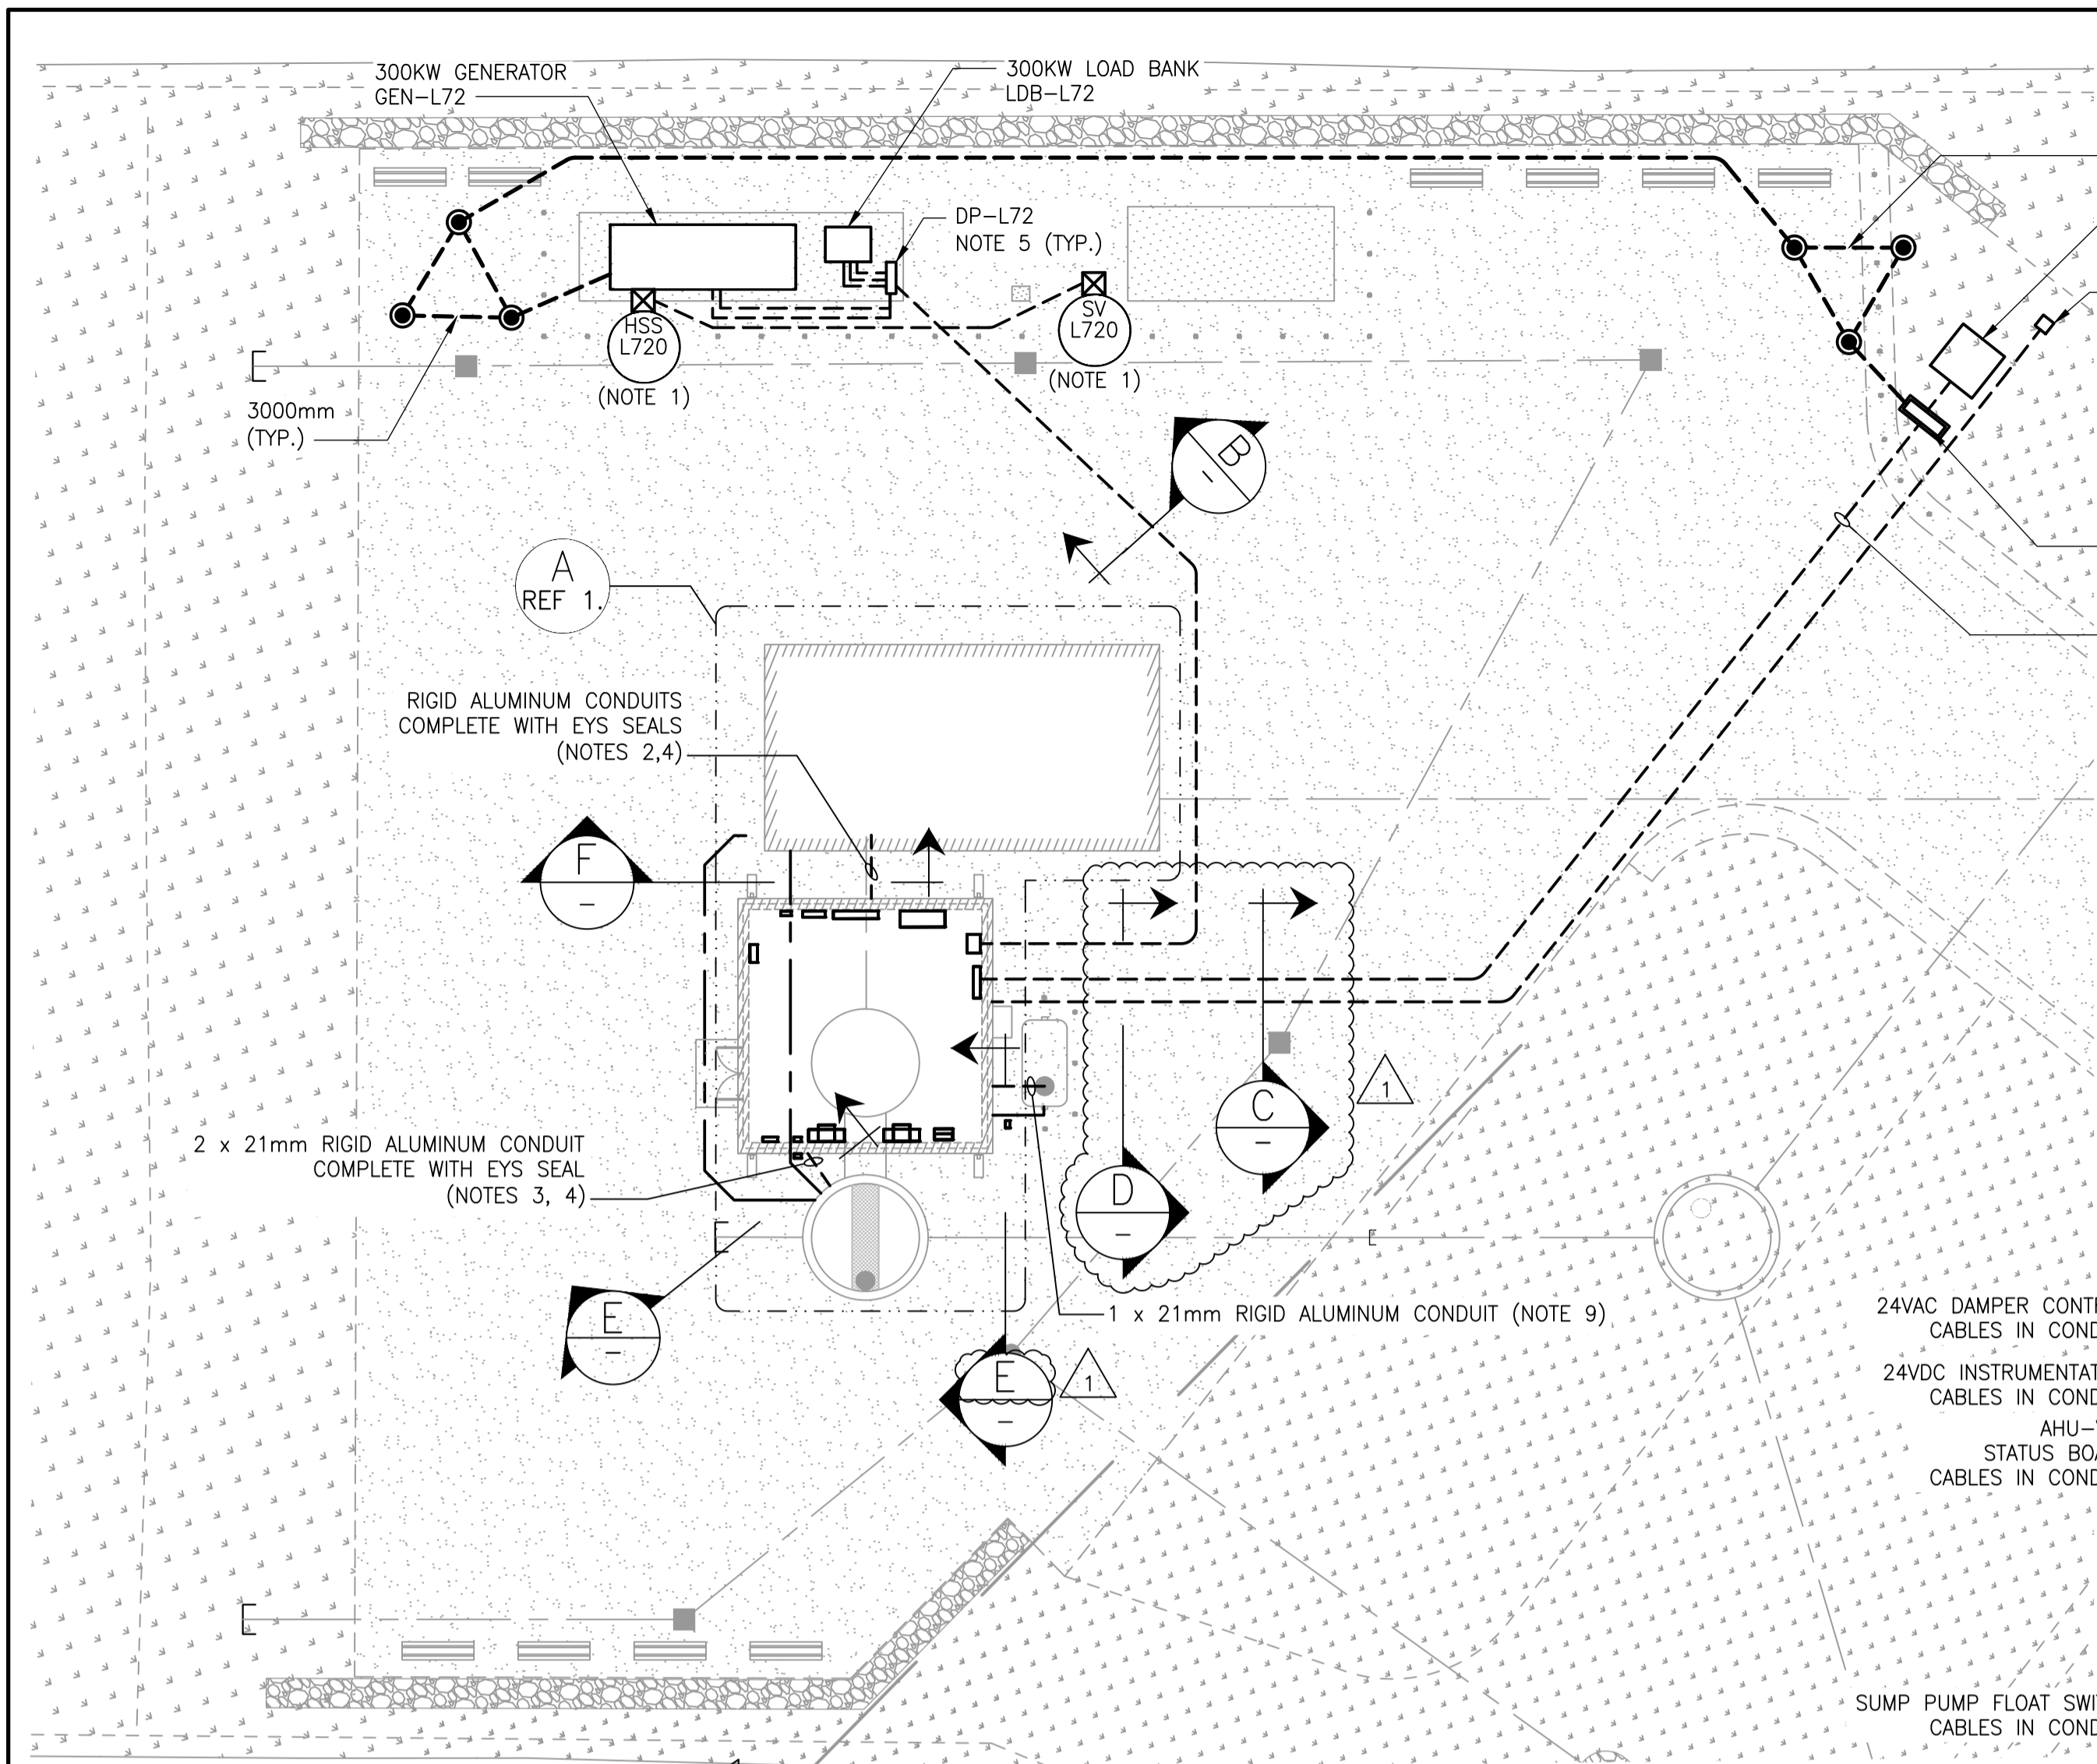 300KW GENERATOR
GEN-L72
300KW LOAD BANK
LDB-L72
DP-L72
NOTE 5 (TYP.)
HSS
L720
(NOTE 1)
SV
L720
(NOTE 1)
3000mm
(TYP.)
B
-
A
REF 1.
RIGID ALUMINUM CONDUITS
COMPLETE WITH EYS SEALS
(NOTES 2,4)
F
-
2 x 21mm RIGID ALUMINUM CONDUIT
COMPLETE WITH EYS SEAL
(NOTES 3, 4)
C
-
1
D
-
E
-
1 x 21mm RIGID ALUMINUM CONDUIT (NOTE 9)
E
-
1
24VAC DAMPER CONT
CABLES IN COND
24VDC INSTRUMENTAT
CABLES IN COND
AHU-
STATUS BOA
CABLES IN COND
SUMP PUMP FLOAT SWI
CABLES IN COND